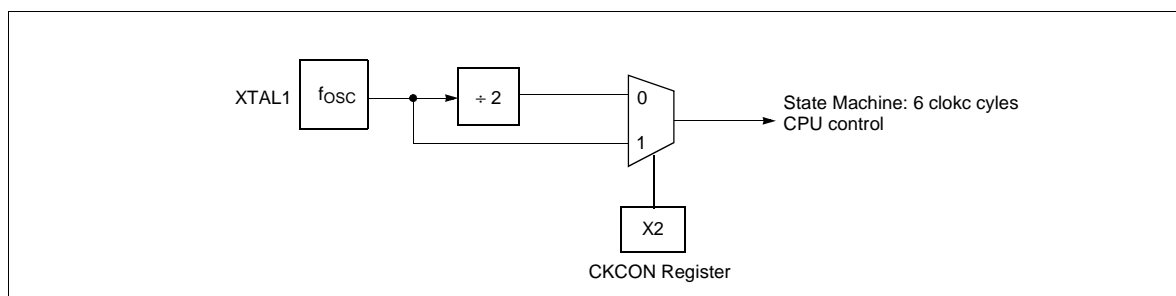 XTAL1
fOSC
÷ 2
0
1
State Machine: 6 clokc cyles
CPU control
X2
CKCON Register